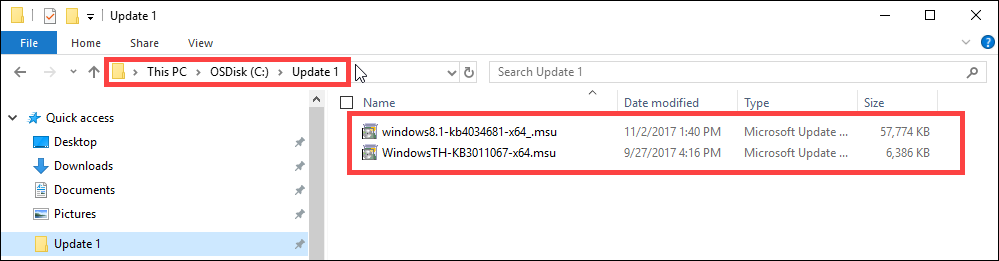 Update 1
File Home Share View
This PC > OSDisk (C:) > Update 1
Search Update 1
Name Date modified Type Size
Quick access
windows8.1-kb4034681-x64_.msu 11/2/2017 1:40 PM Microsoft Update ... 57,774 KB
Desktop
WindowsTH-KB3011067-x64.msu 9/27/2017 4:16 PM Microsoft Update ... 6,386 KB
Downloads
Documents
Pictures
Update 1